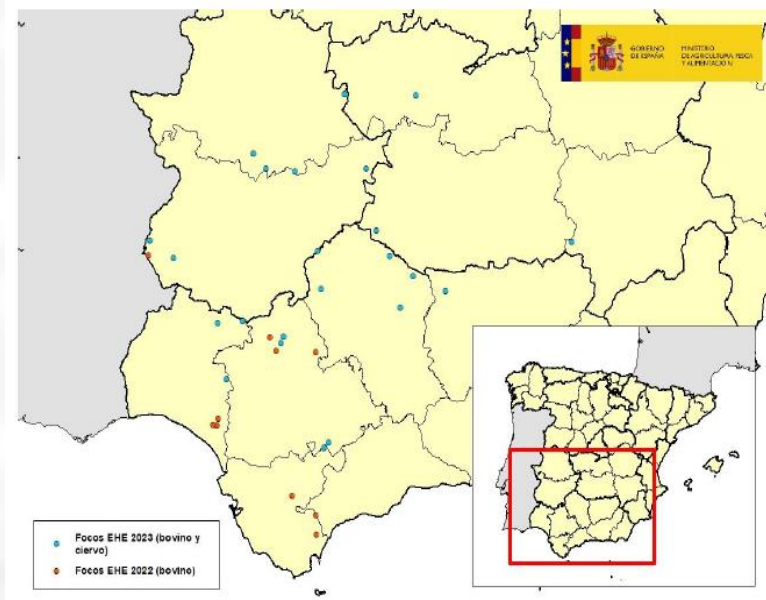 GOBIERNO
DE ESPAÑA
MINISTERIO
DE AGRICULTURA, PESCA
Y ALIMENTACIÓN
Focos EHE 2023 (bovino y
ciervo)
Focos EHE 2022 (bovino)